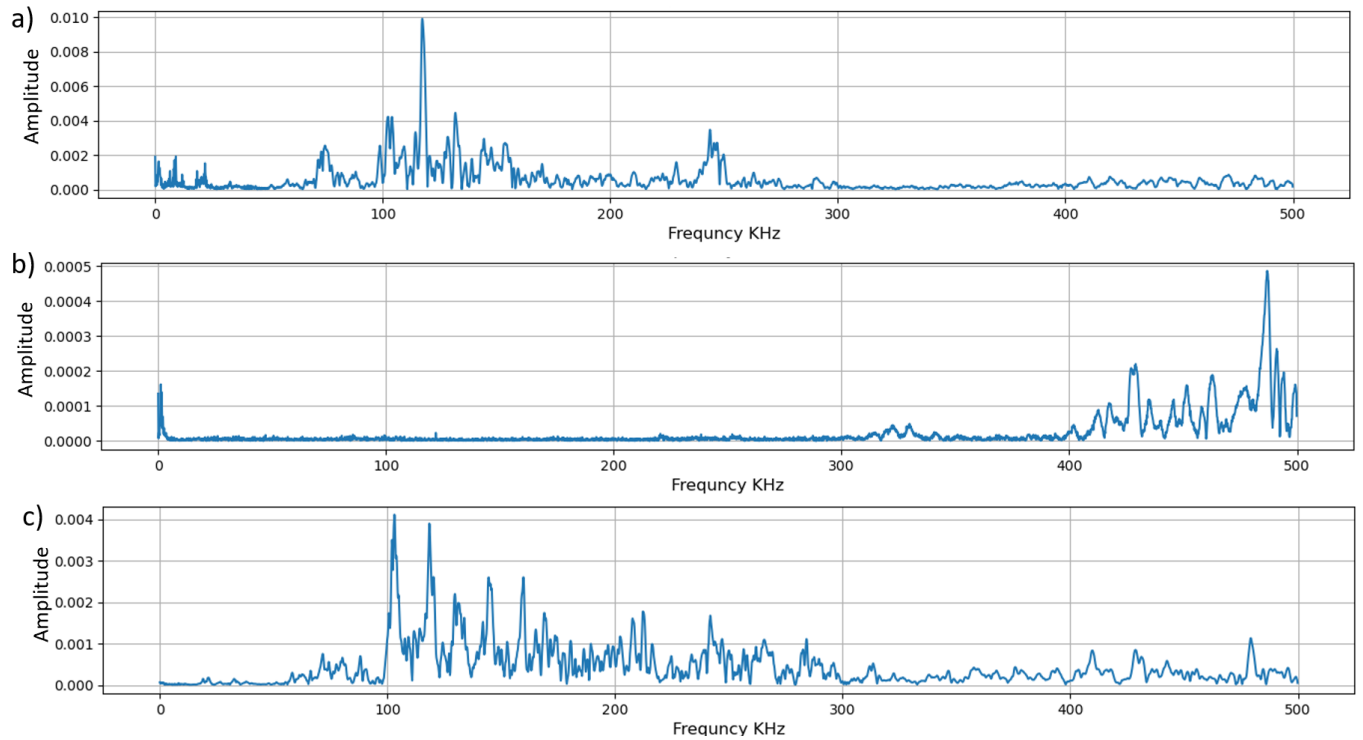 a)
Amplitude
0.010
0.008
0.006
0.004
0.002
0.000
0 100 200 300 400 500
Frequncy KHz
b)
Amplitude
0.0005
0.0004
0.0003
0.0002
0.0001
0.0000
0 100 200 300 400 500
Frequncy KHz
c)
Amplitude
0.004
0.003
0.002
0.001
0.000
0 100 200 300 400 500
Frequncy KHz